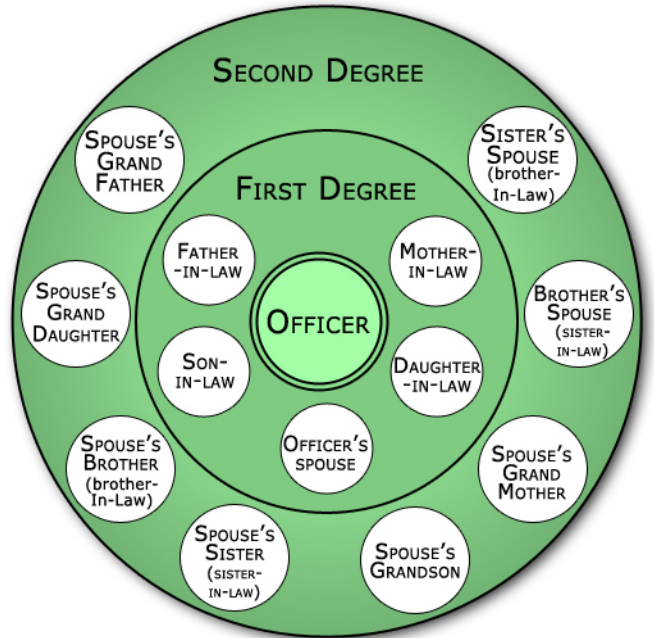 Second Degree
Spouse's
Grand
Father
Sister's
Spouse
(brother-
In-Law)
First Degree
Father
-in-law
Mother-
in-law
Officer
Spouse's
Grand
Daughter
Brother's
Spouse
(sister-
in-law)
Son-
in-law
Daughter
-in-law
Officer's
spouse
Spouse's
Brother
(brother-
In-Law)
Spouse's
Grand
Mother
Spouse's
Sister
(sister-
in-law)
Spouse's
Grandson